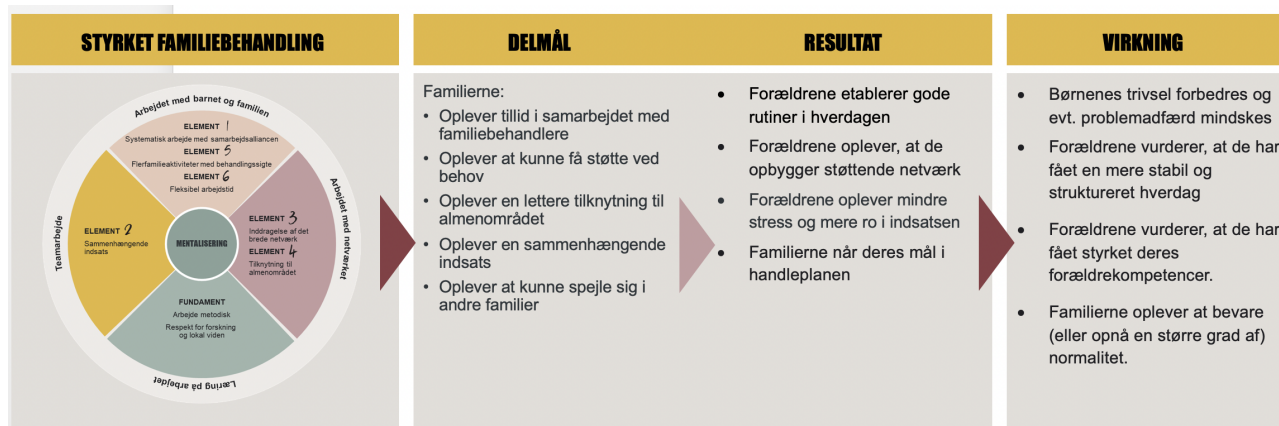 STYRKET FAMILIEBEHANDLING
Arbejdet med barnet og familien
ELEMENT 1
Systematisk arbejde med samarbejdsalliancen
ELEMENT 5
Flerfamilieaktiviteter med behandlingssigte
ELEMENT 6
Fleksibel arbejdstid
Teamarbejde
ELEMENT 2
Sammenhængende
indsats
MENTALISERING
Arbejdet med netværket
ELEMENT 3
Inddragelse af det
brede netværk
ELEMENT 4
Tilknytning til
almenområdet
FUNDAMENT
Arbejde metodisk
Respekt for forskning
og lokal viden
Læring på arbejdet
DELMÅL
Familierne:
• Oplever tillid i samarbejdet med
familiebehandlere
• Oplever at kunne få støtte ved
behov
• Oplever en lettere tilknytning til
almenområdet
• Oplever en sammenhængende
indsats
• Oplever at kunne spejle sig i
andre familier
RESULTAT
• Forældrene etablerer gode
rutiner i hverdagen
• Forældrene oplever, at de
opbygger støttende netværk
• Forældrene oplever mindre
stress og mere ro i indsatsen
• Familierne når deres mål i
handleplanen
VIRKNING
• Børnenes trivsel forbedres og
evt. problemadfærd mindskes
• Forældrene vurderer, at de har
fået en mere stabil og
struktureret hverdag
• Forældrene vurderer, at de har
fået styrket deres
forældrekompetencer.
• Familierne oplever at bevare
(eller opnå en større grad af)
normalitet.